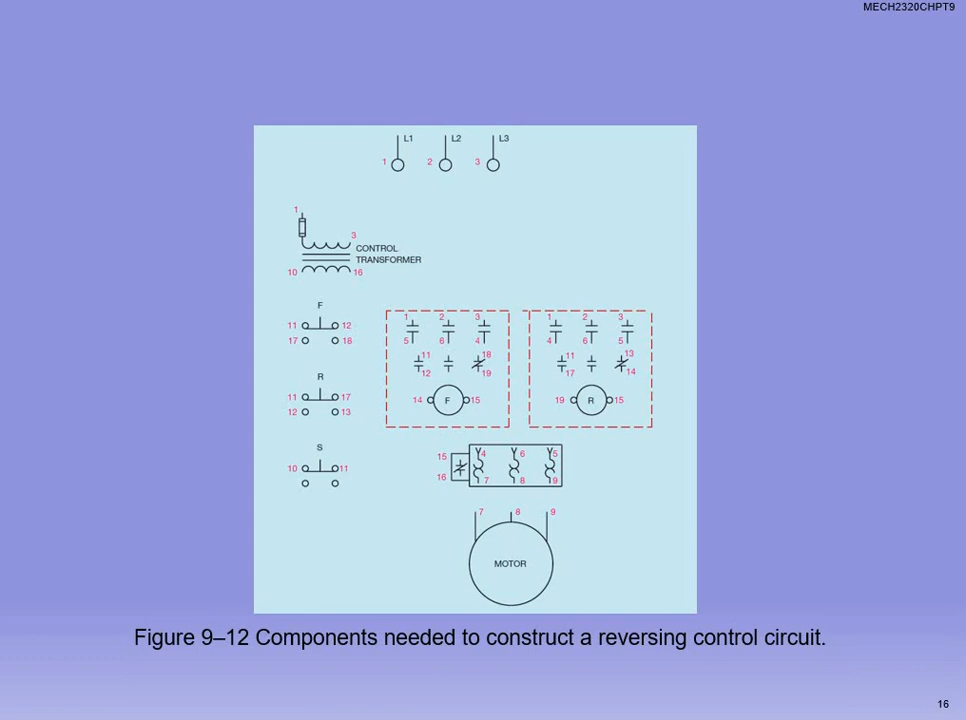 MECH2320CHPT9
L1 L2 L3
1 2 3
1
3
CONTROL
TRANSFORMER
10 16
F
11 12
17 18
R
11 17
12 13
S
10 11
1 2 3
5 6 4
11 18
12 19
14 F 15
1 2 3
4 6 5
11 13
17 14
19 R 15
15 4 6 5
16 7 8 9
7 8 9
MOTOR
Figure 9–12 Components needed to construct a reversing control circuit.
16